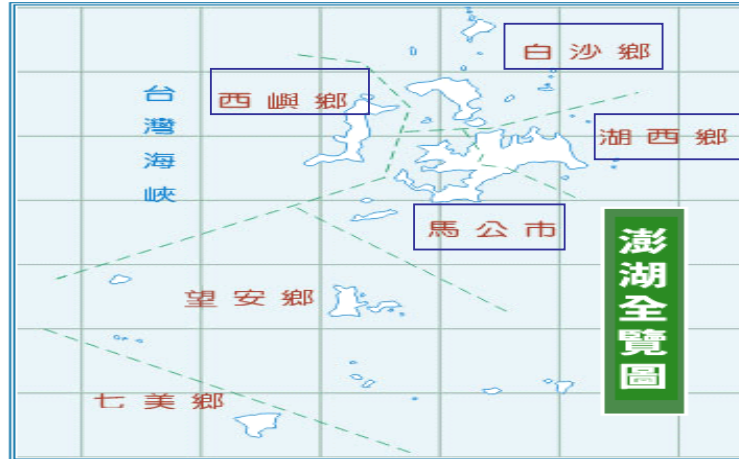 白沙鄉
西嶼鄉
台灣海峽
湖西鄉
馬公市
澎湖全覽圖
望安鄉
七美鄉